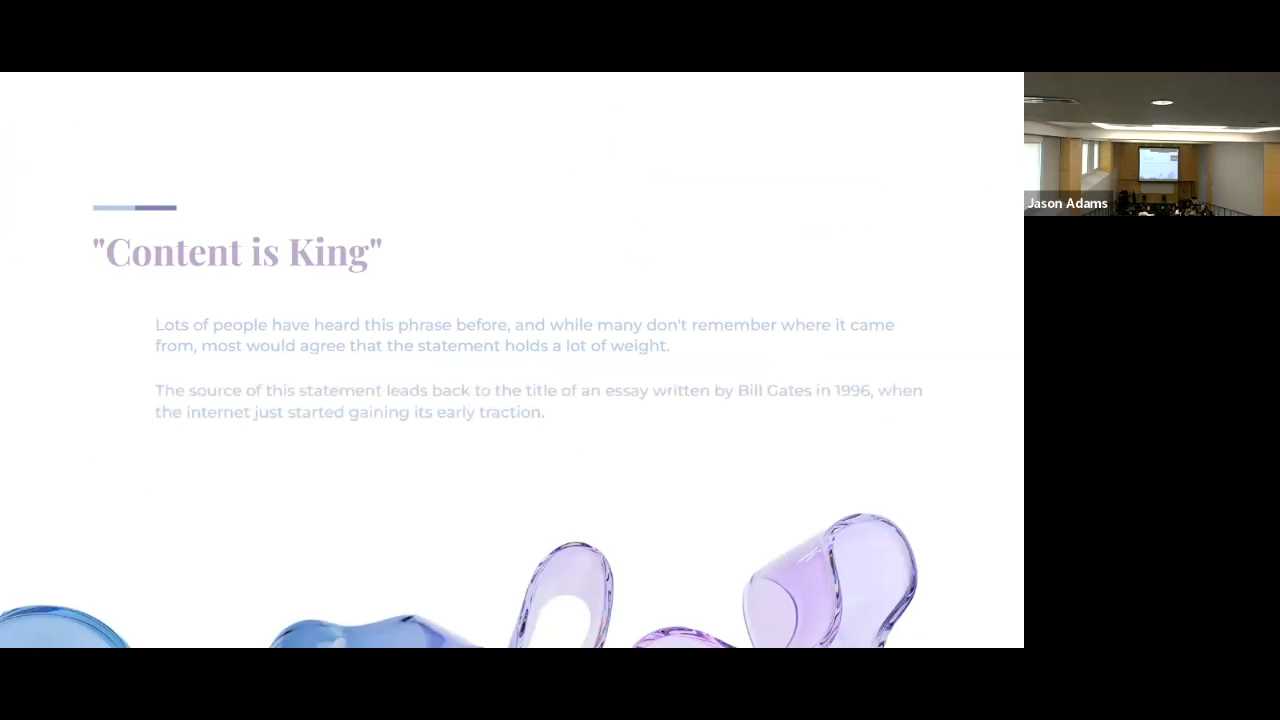 "Content is King"
Lots of people have heard this phrase before, and while many don't remember where it came
from, most would agree that the statement holds a lot of weight.
The source of this statement leads back to the title of an essay written by Bill Gates in 1996, when
the internet just started gaining its early traction.
Jason Adams